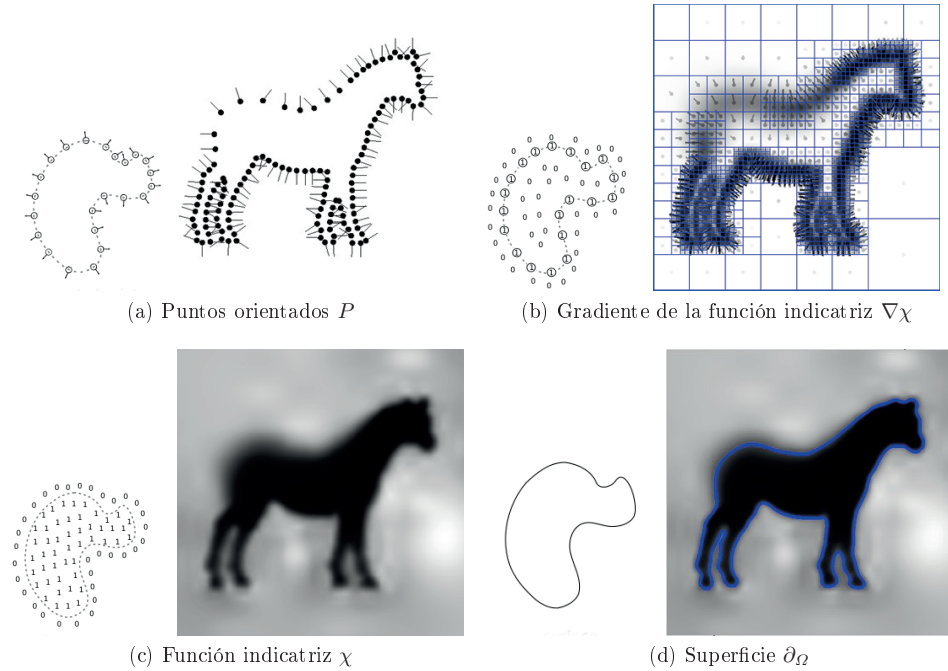 (a) Puntos orientados P
(b) Gradiente de la función indicatriz ∇χ
(c) Función indicatriz χ
(d) Superficie ∂Ω